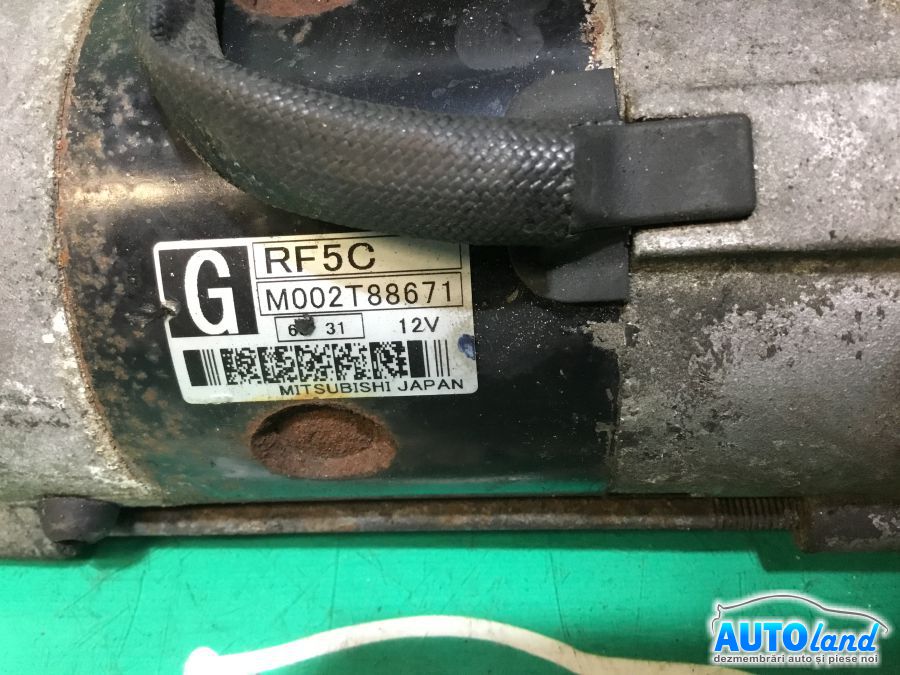 G
RF5C
M002T88671
31 12V
MITSUBISHI JAPAN
AUTOland
dezmembrări auto și piese noi